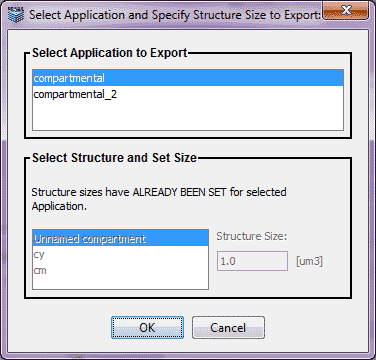 Select Application and Specify Structure Size to Export:
Select Application to Export
compartmental
compartmental_2
Select Structure and Set Size
Structure sizes have ALREADY BEEN SET for selected
Application.
Unnamed compartment
cy
cm
Structure Size:
1.0 [um3]
OK Cancel